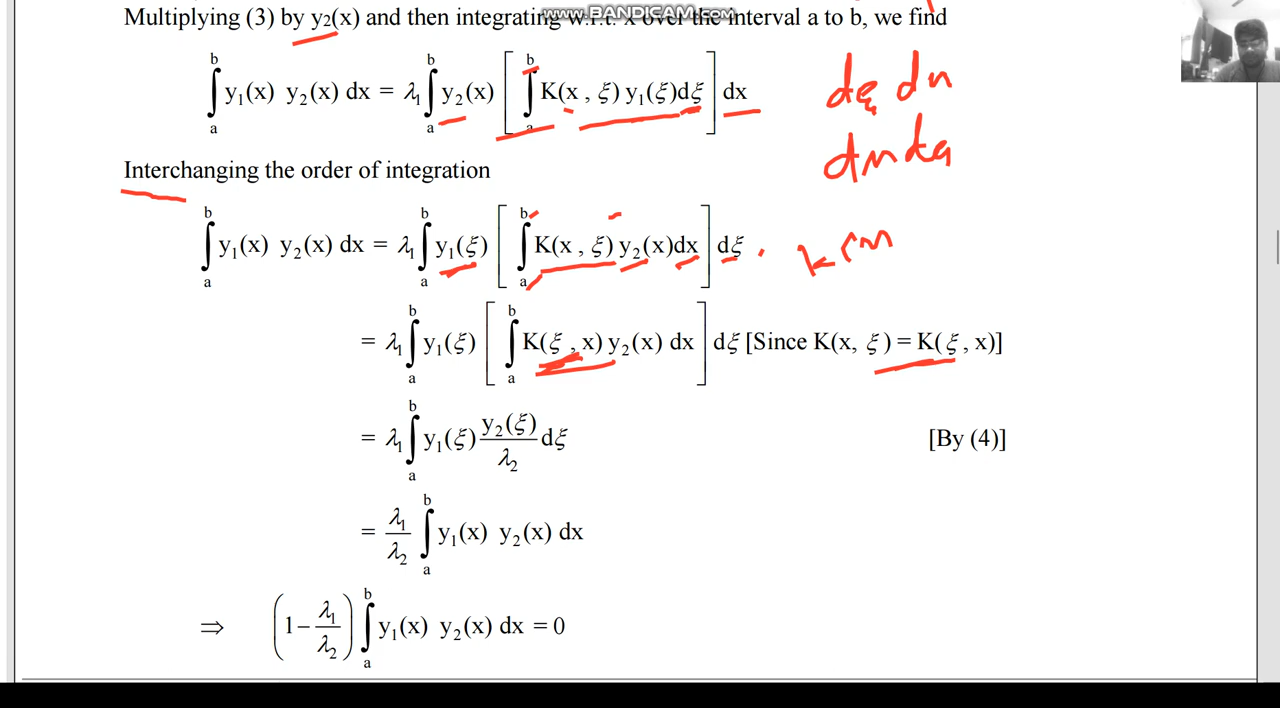 Multiplying (3) by y₂(x) and then integrating w.r.t. x over the interval a to b, we find
WWW.BANDICAM.COM
∫ₐᵇ y₁(x) y₂(x) dx = λ₁ ∫ₐᵇ y₂(x) [ ∫ₐᵇ K(x , ξ) y₁(ξ)dξ ] dx
dξ dx
dx dξ
Interchanging the order of integration
∫ₐᵇ y₁(x) y₂(x) dx = λ₁ ∫ₐᵇ y₁(ξ) [ ∫ₐᵇ K(x , ξ) y₂(x)dx ] dξ .
= λ₁ ∫ₐᵇ y₁(ξ) [ ∫ₐᵇ K(ξ , x) y₂(x) dx ] dξ [Since K(x, ξ) = K(ξ, x)]
= λ₁ ∫ₐᵇ y₁(ξ) y₂(ξ)/λ₂ dξ [By (4)]
= λ₁/λ₂ ∫ₐᵇ y₁(x) y₂(x) dx
⇒ (1 − λ₁/λ₂) ∫ₐᵇ y₁(x) y₂(x) dx = 0